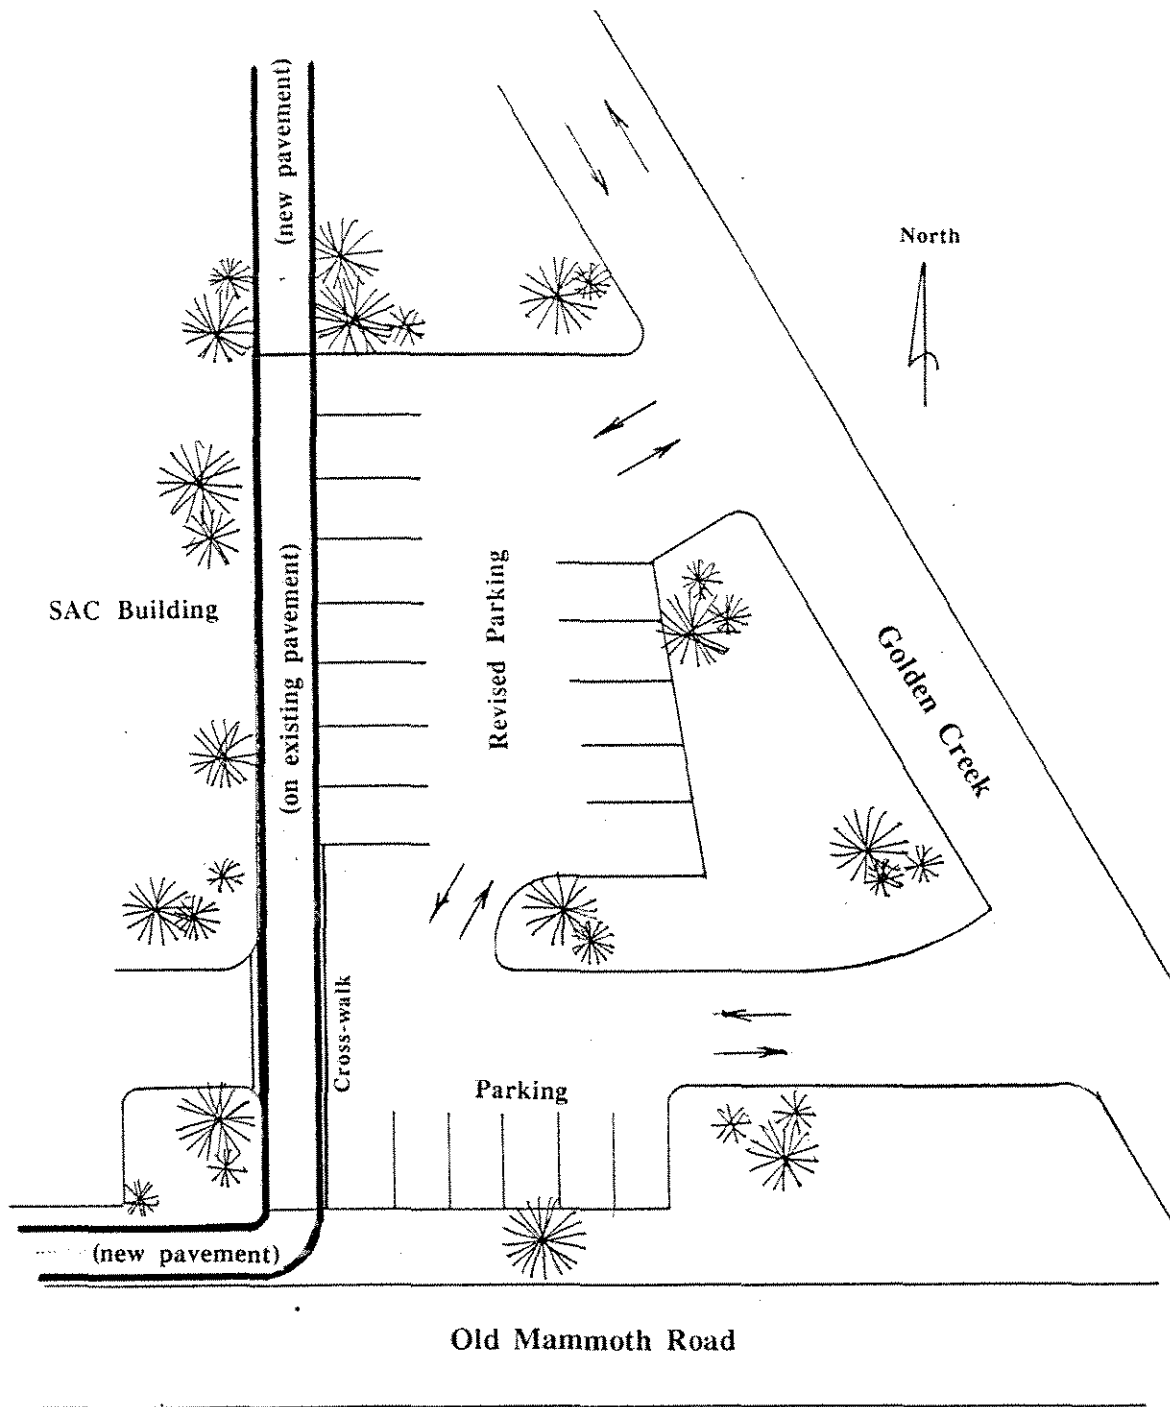 (new pavement)
North
SAC Building
(on existing pavement)
Revised Parking
Golden Creek
Cross-walk
Parking
(new pavement)
Old Mammoth Road